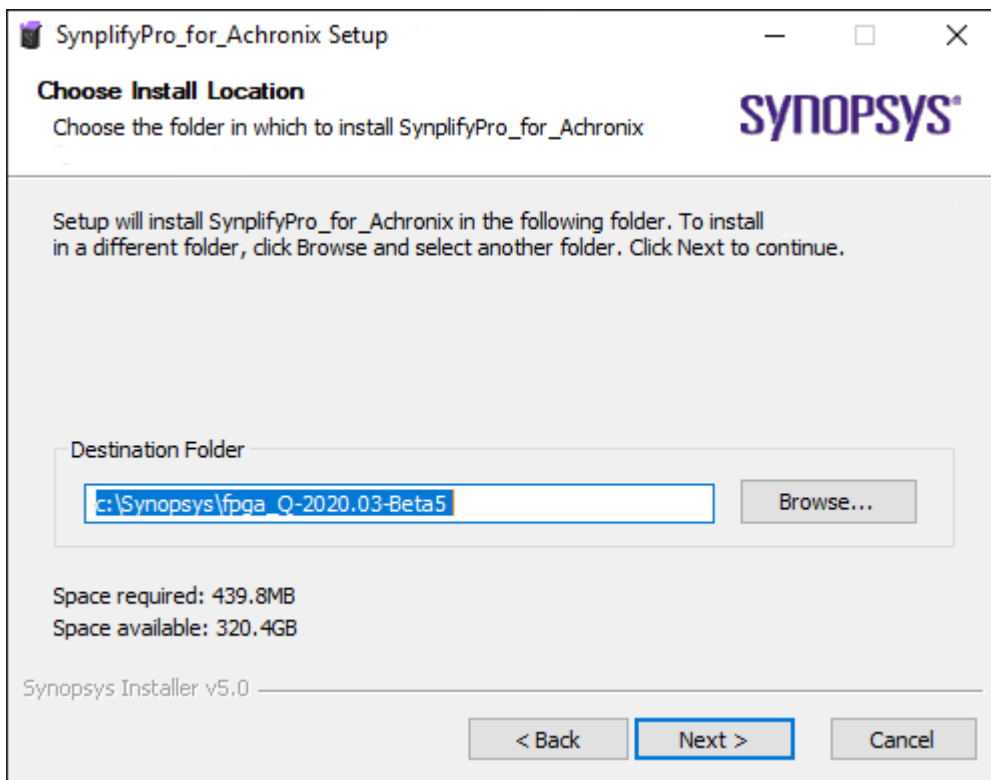 SynplifyPro_for_Achronix Setup
Choose Install Location
SYNOPSYS®
Choose the folder in which to install SynplifyPro_for_Achronix
Setup will install SynplifyPro_for_Achronix in the following folder. To install
in a different folder, click Browse and select another folder. Click Next to continue.
Destination Folder
c:\Synopsys\fpga_Q-2020.03-Beta5
Browse...
Space required: 439.8MB
Space available: 320.4GB
Synopsys Installer v5.0
< Back
Next >
Cancel